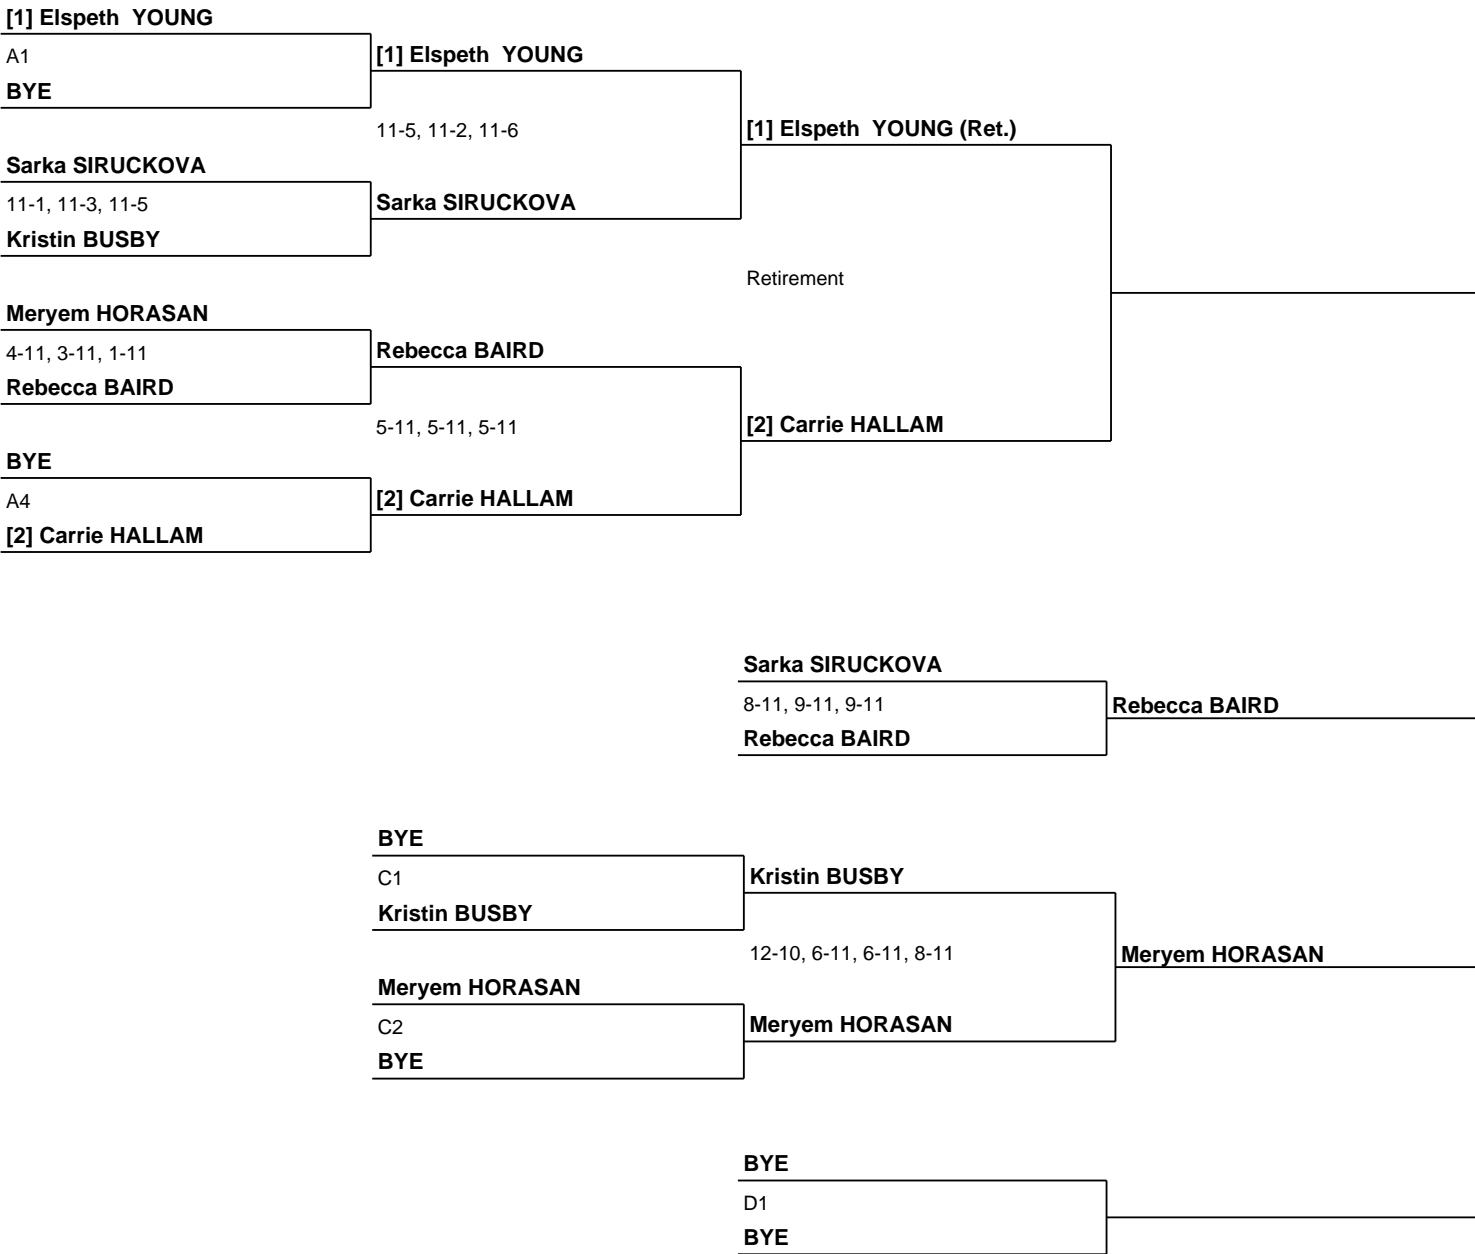 [1] Elspeth  YOUNG
A1
BYE
[1] Elspeth  YOUNG
11-5, 11-2, 11-6
[1] Elspeth  YOUNG (Ret.)
Sarka SIRUCKOVA
11-1, 11-3, 11-5
Kristin BUSBY
Sarka SIRUCKOVA
Retirement
Meryem HORASAN
4-11, 3-11, 1-11
Rebecca BAIRD
Rebecca BAIRD
5-11, 5-11, 5-11
[2] Carrie HALLAM
BYE
A4
[2] Carrie HALLAM
[2] Carrie HALLAM
Sarka SIRUCKOVA
8-11, 9-11, 9-11
Rebecca BAIRD
Rebecca BAIRD
BYE
C1
Kristin BUSBY
Kristin BUSBY
12-10, 6-11, 6-11, 8-11
Meryem HORASAN
Meryem HORASAN
C2
BYE
Meryem HORASAN
BYE
D1
BYE